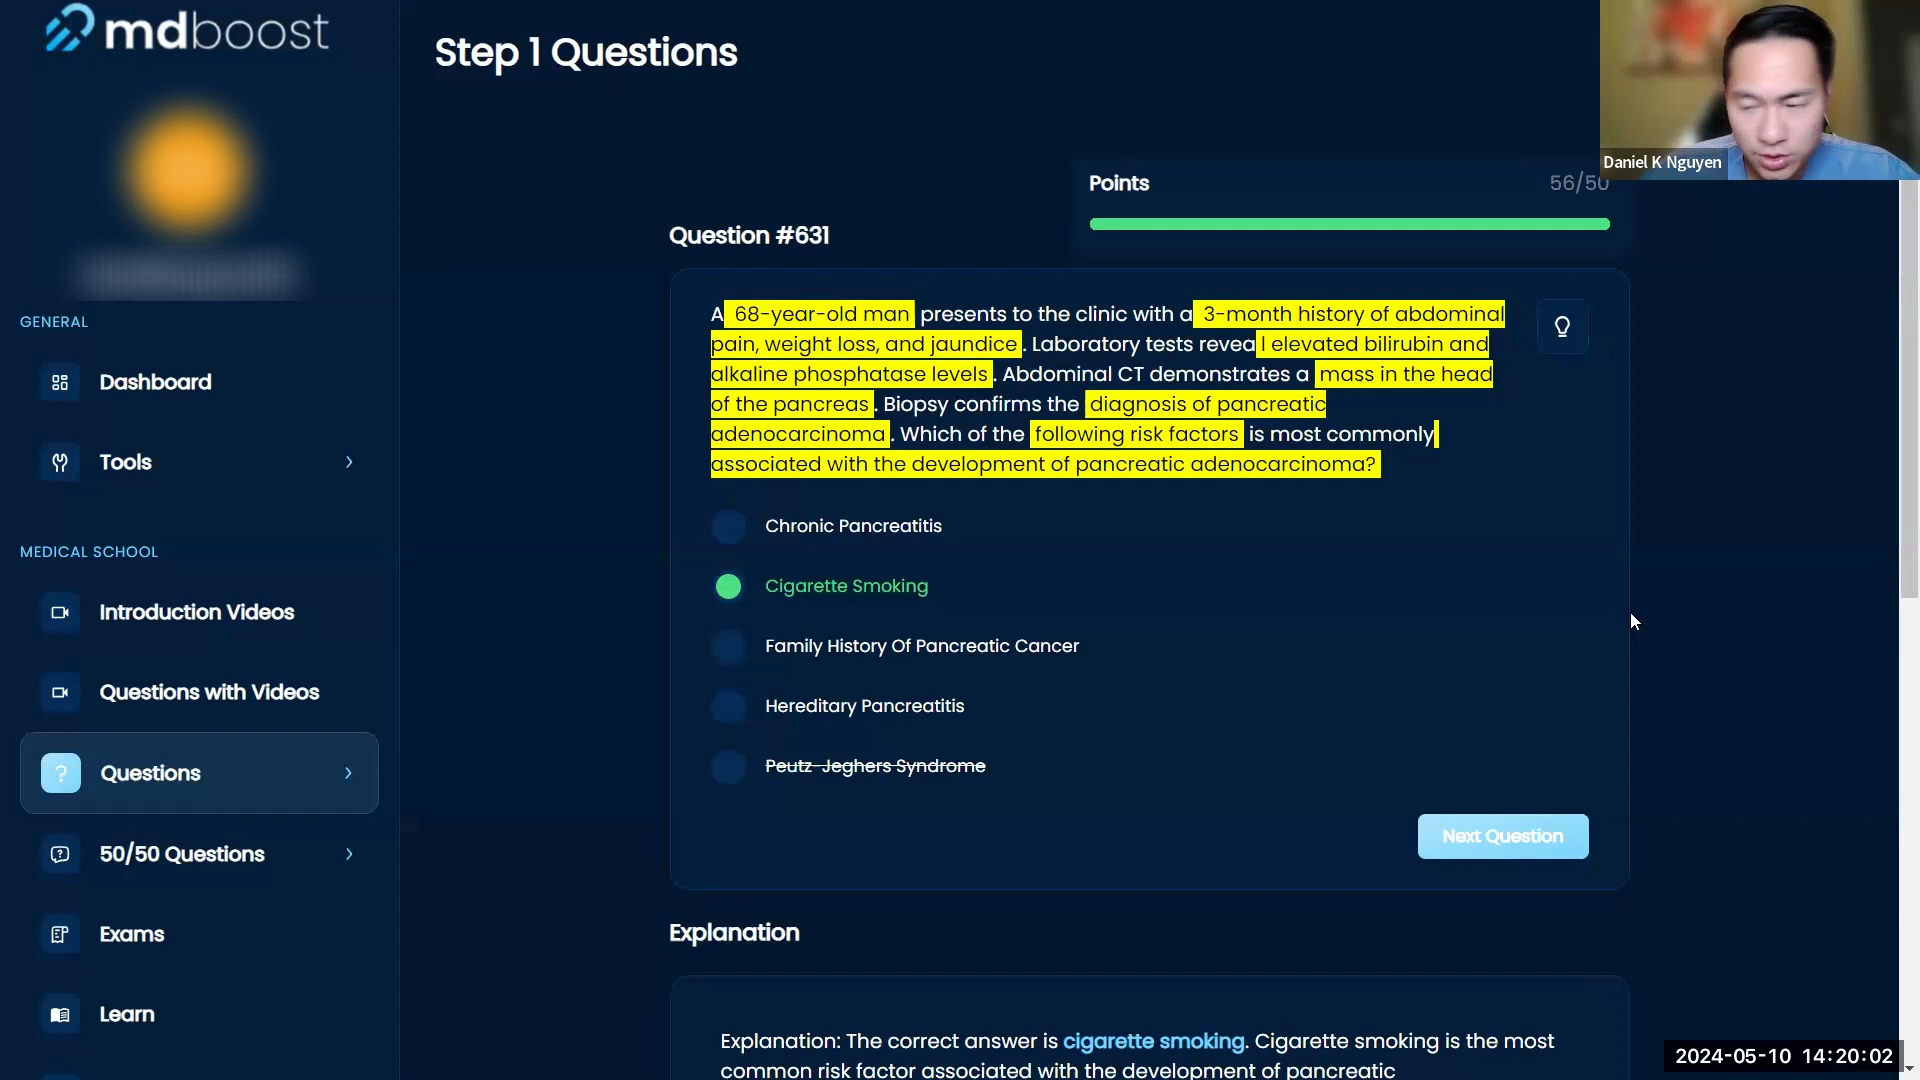 mdboost
Step 1 Questions
Daniel K Nguyen
Points 56/50
Question #631
A 68-year-old man presents to the clinic with a 3-month history of abdominal
pain, weight loss, and jaundice. Laboratory tests reveal elevated bilirubin and
alkaline phosphatase levels. Abdominal CT demonstrates a mass in the head
of the pancreas. Biopsy confirms the diagnosis of pancreatic
adenocarcinoma. Which of the following risk factors is most commonly
associated with the development of pancreatic adenocarcinoma?
Chronic Pancreatitis
Cigarette Smoking
Family History Of Pancreatic Cancer
Hereditary Pancreatitis
Peutz-Jeghers Syndrome
Next Question
Explanation
Explanation: The correct answer is cigarette smoking. Cigarette smoking is the most
common risk factor associated with the development of pancreatic
GENERAL
Dashboard
Tools
MEDICAL SCHOOL
Introduction Videos
Questions with Videos
Questions
50/50 Questions
Exams
Learn
2024-05-10 14:20:02